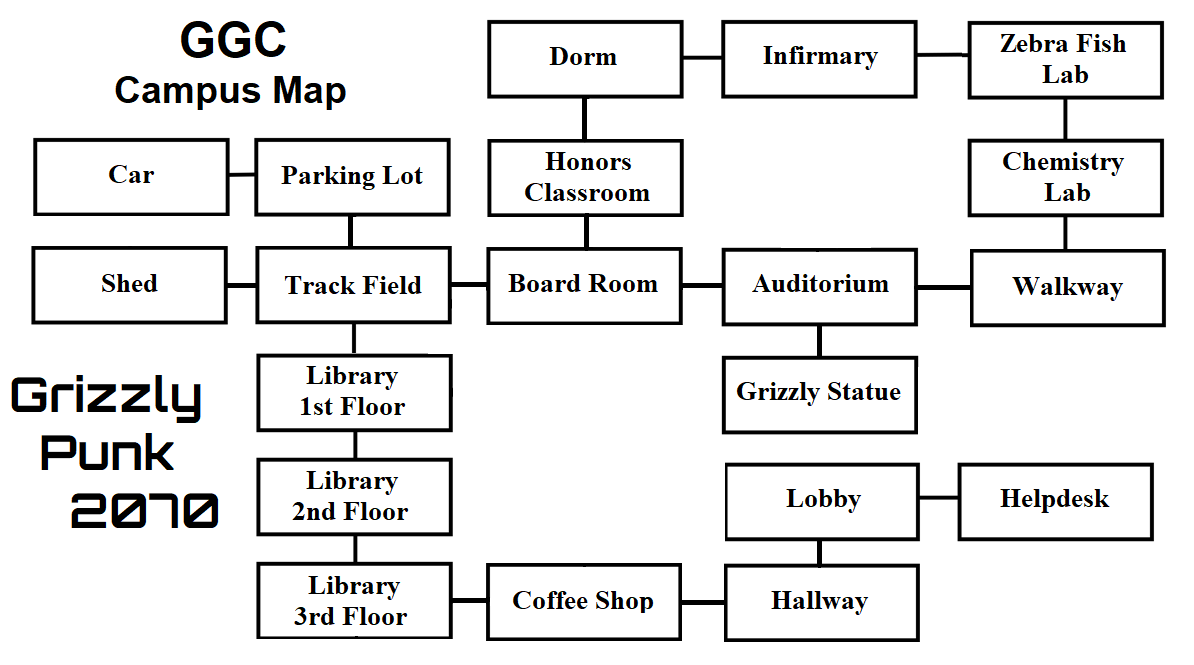 GGC
Campus Map
Dorm
Infirmary
Zebra Fish
Lab
Car
Parking Lot
Honors
Classroom
Chemistry
Lab
Shed
Track Field
Board Room
Auditorium
Walkway
Library
1st Floor
Grizzly Statue
Grizzly
Punk
2070
Library
2nd Floor
Lobby
Helpdesk
Library
3rd Floor
Coffee Shop
Hallway